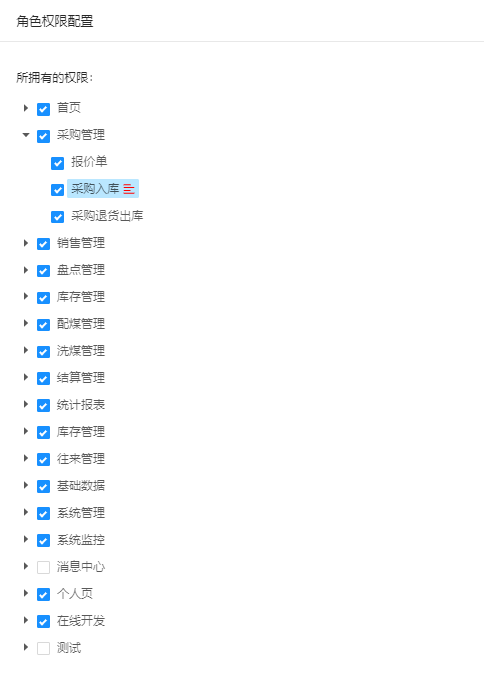 角色权限配置
所拥有的权限：
首页
采购管理
报价单
采购入库
采购退货出库
销售管理
盘点管理
库存管理
配煤管理
洗煤管理
结算管理
统计报表
库存管理
往来管理
基础数据
系统管理
系统监控
消息中心
个人页
在线开发
测试